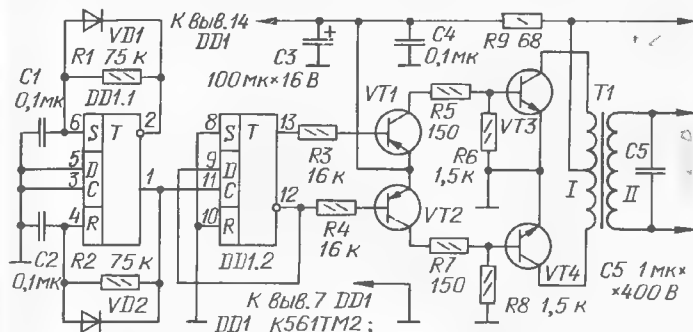 VD1
R1 75 к
C1
0,1мк
DD1.1
К Выв.14
DD1
C3
+
100мк×16 В
C4
0,1мк
R9 68
VT1
R5
150
VT3
T1
R6
1,5к
C5
6 S T 2
5 D
3 C 1
4 R
8 S T 13
9 D
11 C
10 R 12
R3
16 к
R4
16 к
VT2
I
II
C2
0,1мк
R2 75 к
VD2
DD1.2
R7
150
R8 1,5 к
VT4
C5 1 мк×
×400 В
К Выв.7 DD1
DD1 К561ТМ2;